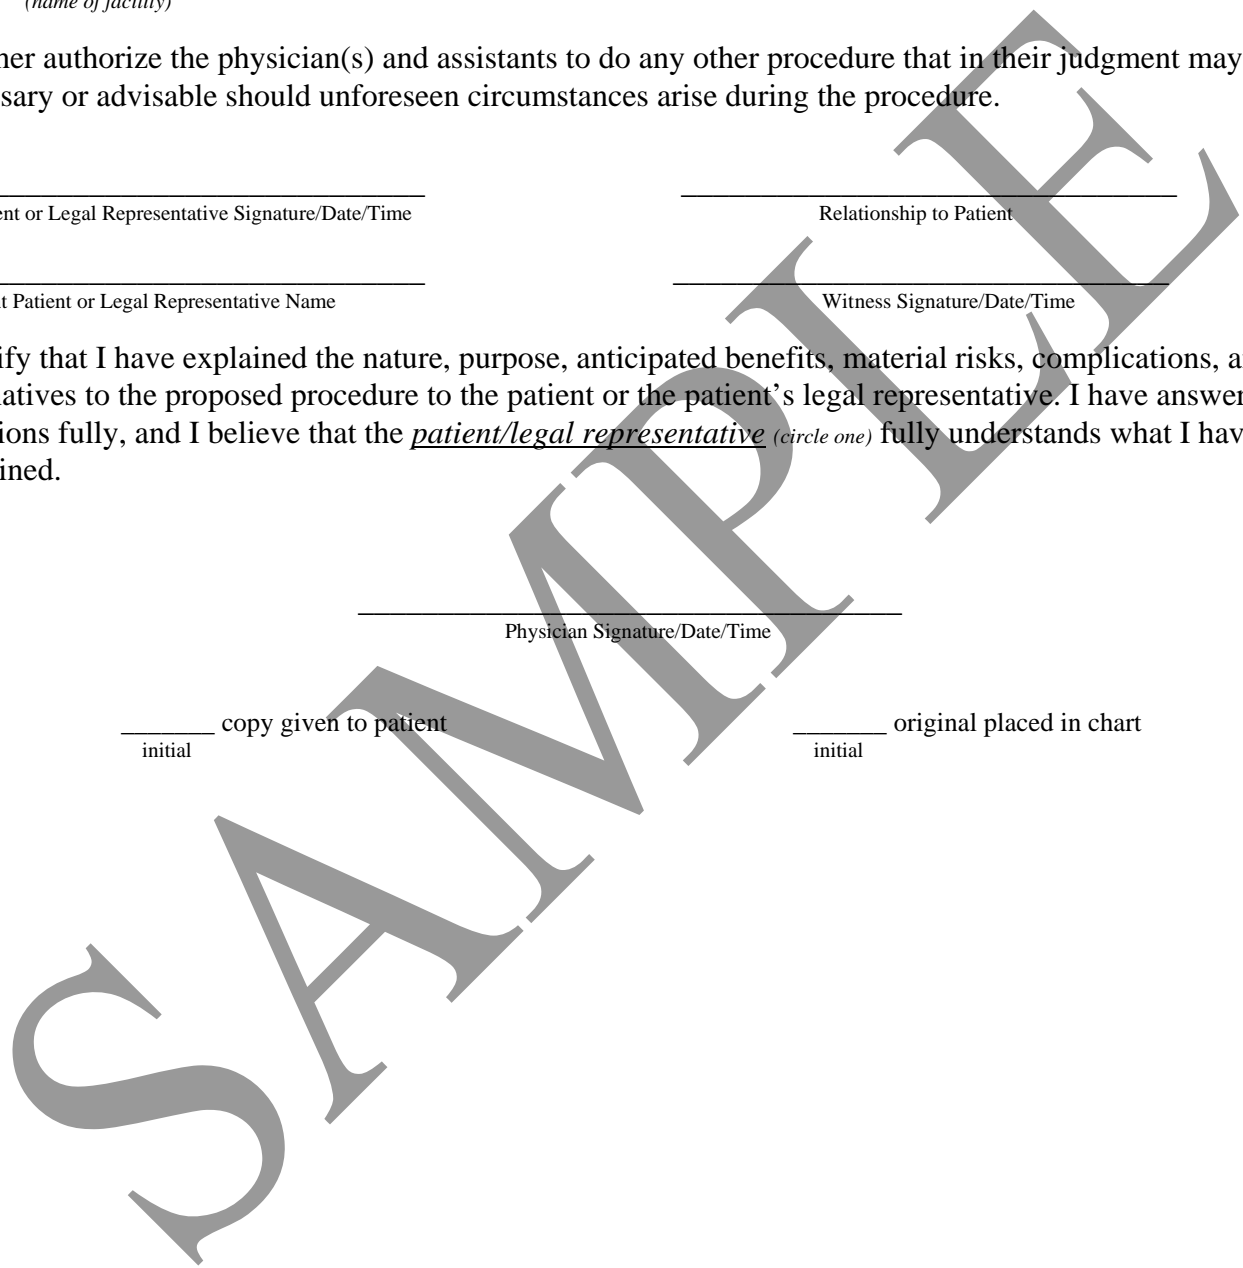 (name of facility)
her authorize the physician(s) and assistants to do any other procedure that in their judgment may
sary or advisable should unforeseen circumstances arise during the procedure.
ent or Legal Representative Signature/Date/Time Relationship to Patient
t Patient or Legal Representative Name Witness Signature/Date/Time
ify that I have explained the nature, purpose, anticipated benefits, material risks, complications, a
atives to the proposed procedure to the patient or the patient’s legal representative. I have answer
ions fully, and I believe that the patient/legal representative (circle one) fully understands what I hav
ined.
Physician Signature/Date/Time
_______ copy given to patient _______ original placed in chart
initial initial
SAMPLE